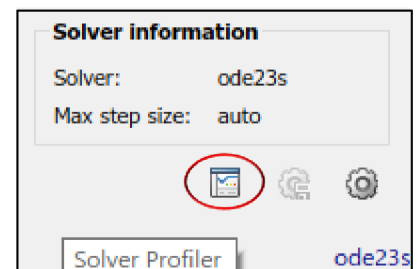 Solver information
Solver: ode23s
Max step size: auto
Solver Profiler ode23s